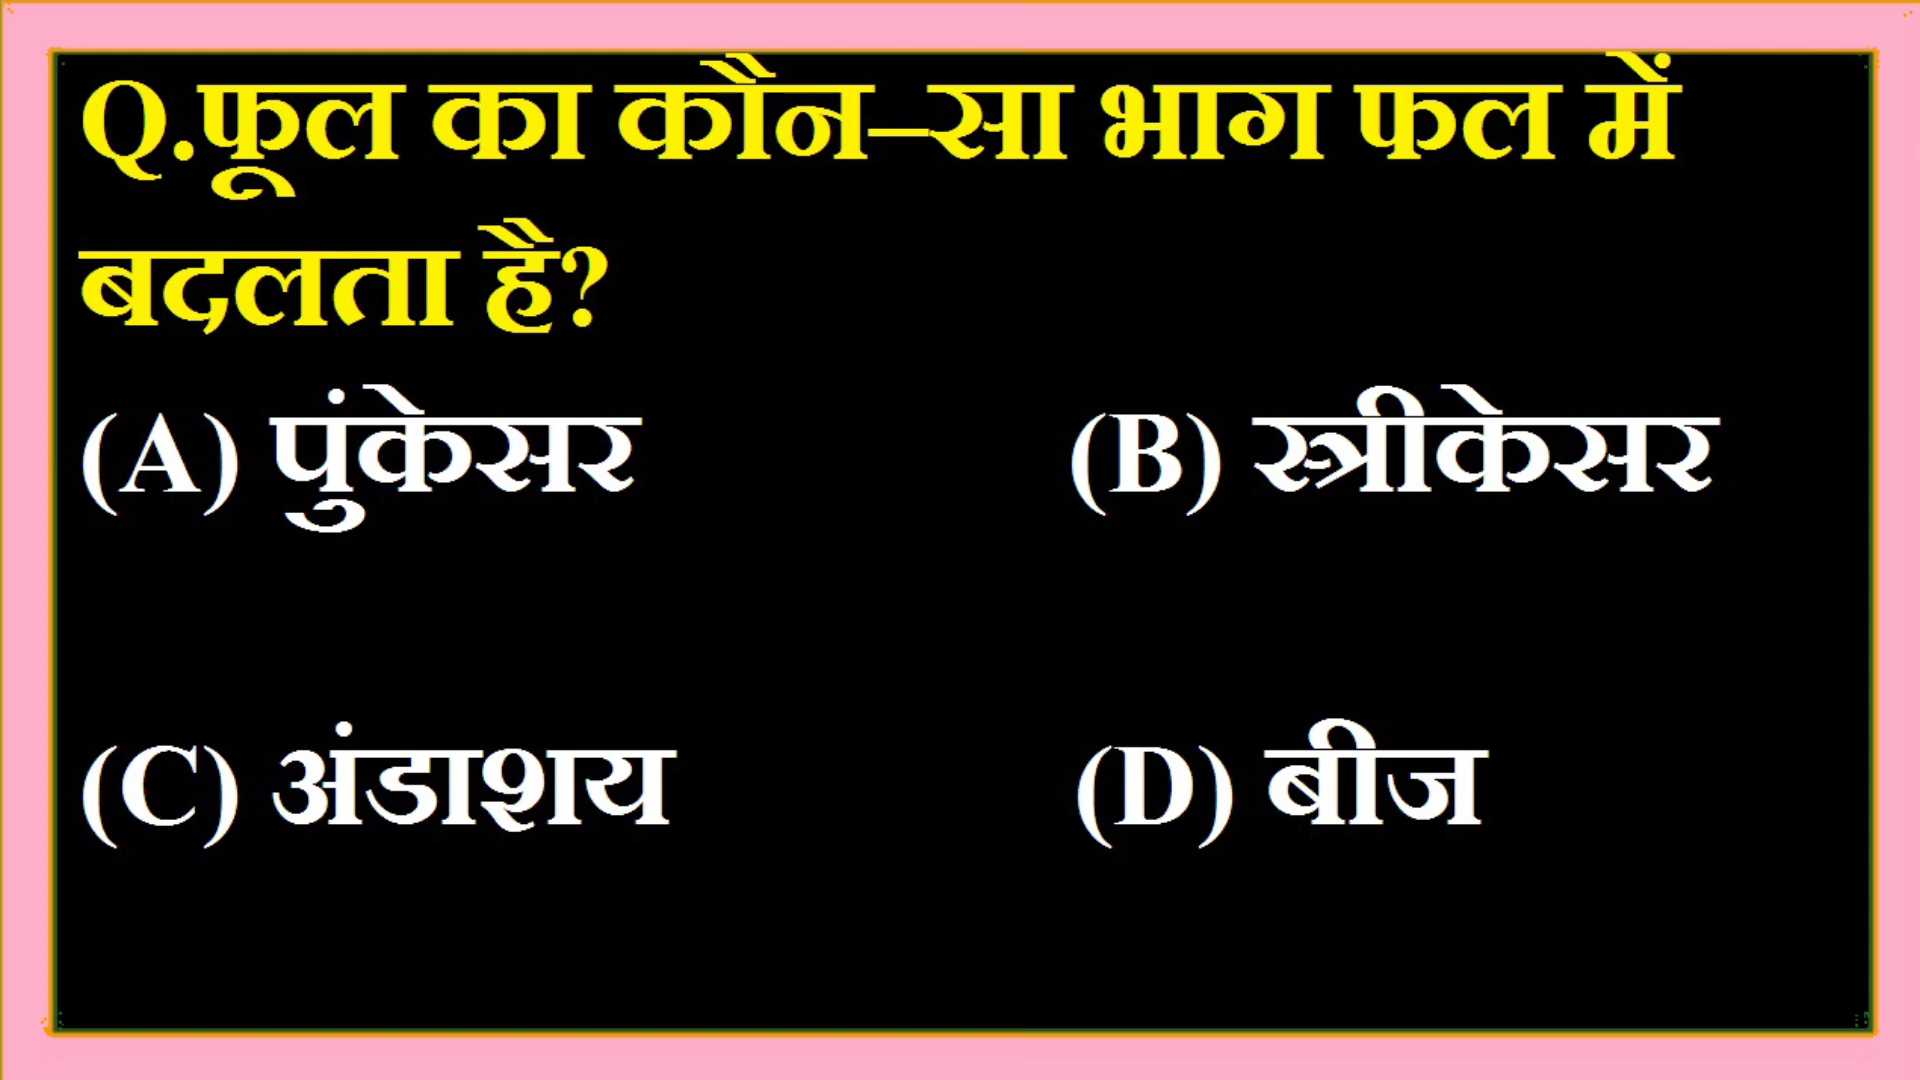 Q.फूल का कौन–सा भाग फल में
बदलता है?
(A) पुंकेसर (B) स्त्रीकेसर
(C) अंडाशय (D) बीज